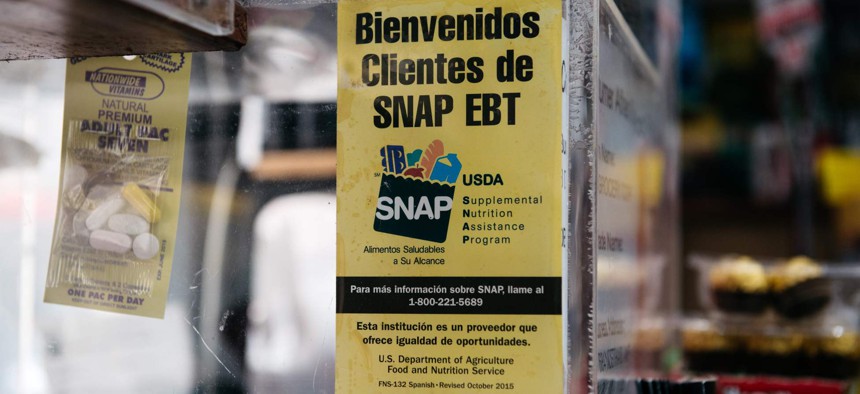 Bienvenidos
Clientes de
SNAP EBT
SNAP
USDA
Supplemental
Nutrition
Assistance
Program
Alimentos Saludables
a Su Alcance
Para más información sobre SNAP, llame al
1-800-221-5689
Esta institución es un proveedor que
ofrece igualdad de oportunidades.
U.S. Department of Agriculture
Food and Nutrition Service
FNS-132 Spanish • Revised October 2015
NATIONWIDE
VITAMINS
NATURAL
PREMIUM
ADULT PAC
SEVEN
ONE PAC PER DAY